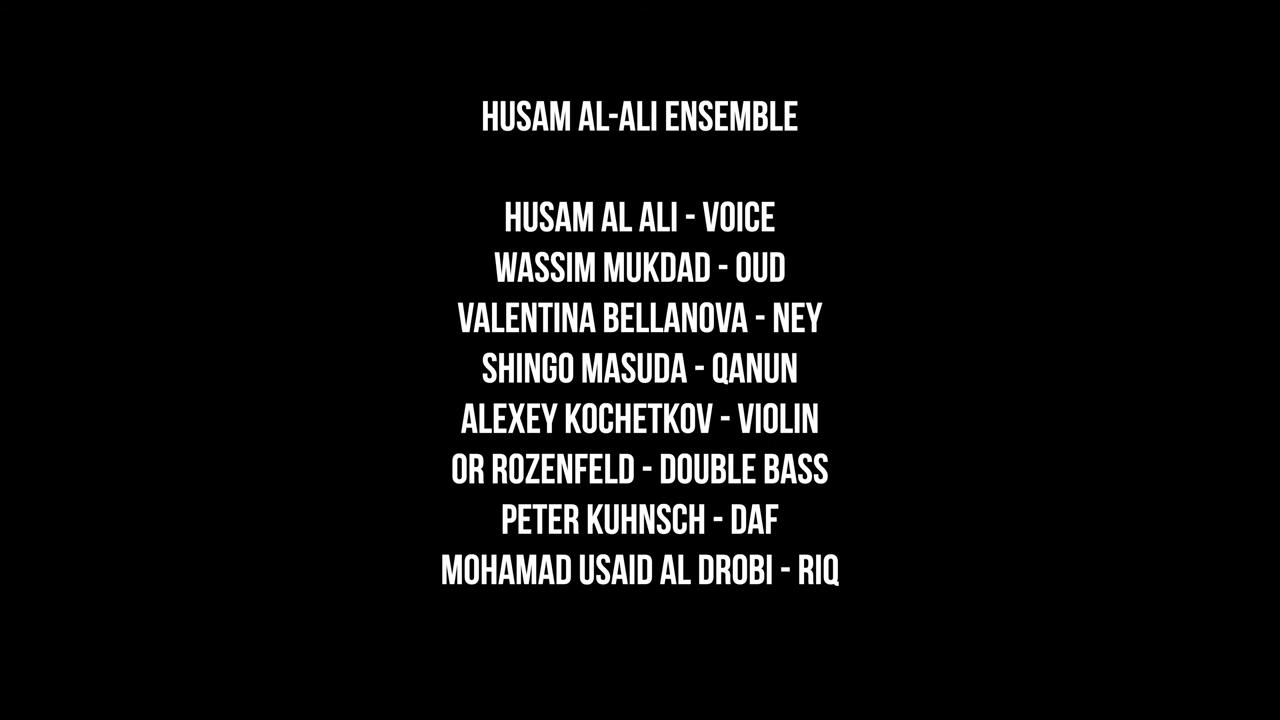 HUSAM AL-ALI ENSEMBLE
HUSAM AL ALI - VOICE
WASSIM MUKDAD - OUD
VALENTINA BELLANOVA - NEY
SHINGO MASUDA - QANUN
ALEXEY KOCHETKOV - VIOLIN
OR ROZENFELD - DOUBLE BASS
PETER KUHNSCH - DAF
MOHAMAD USAID AL DROBI - RIQ